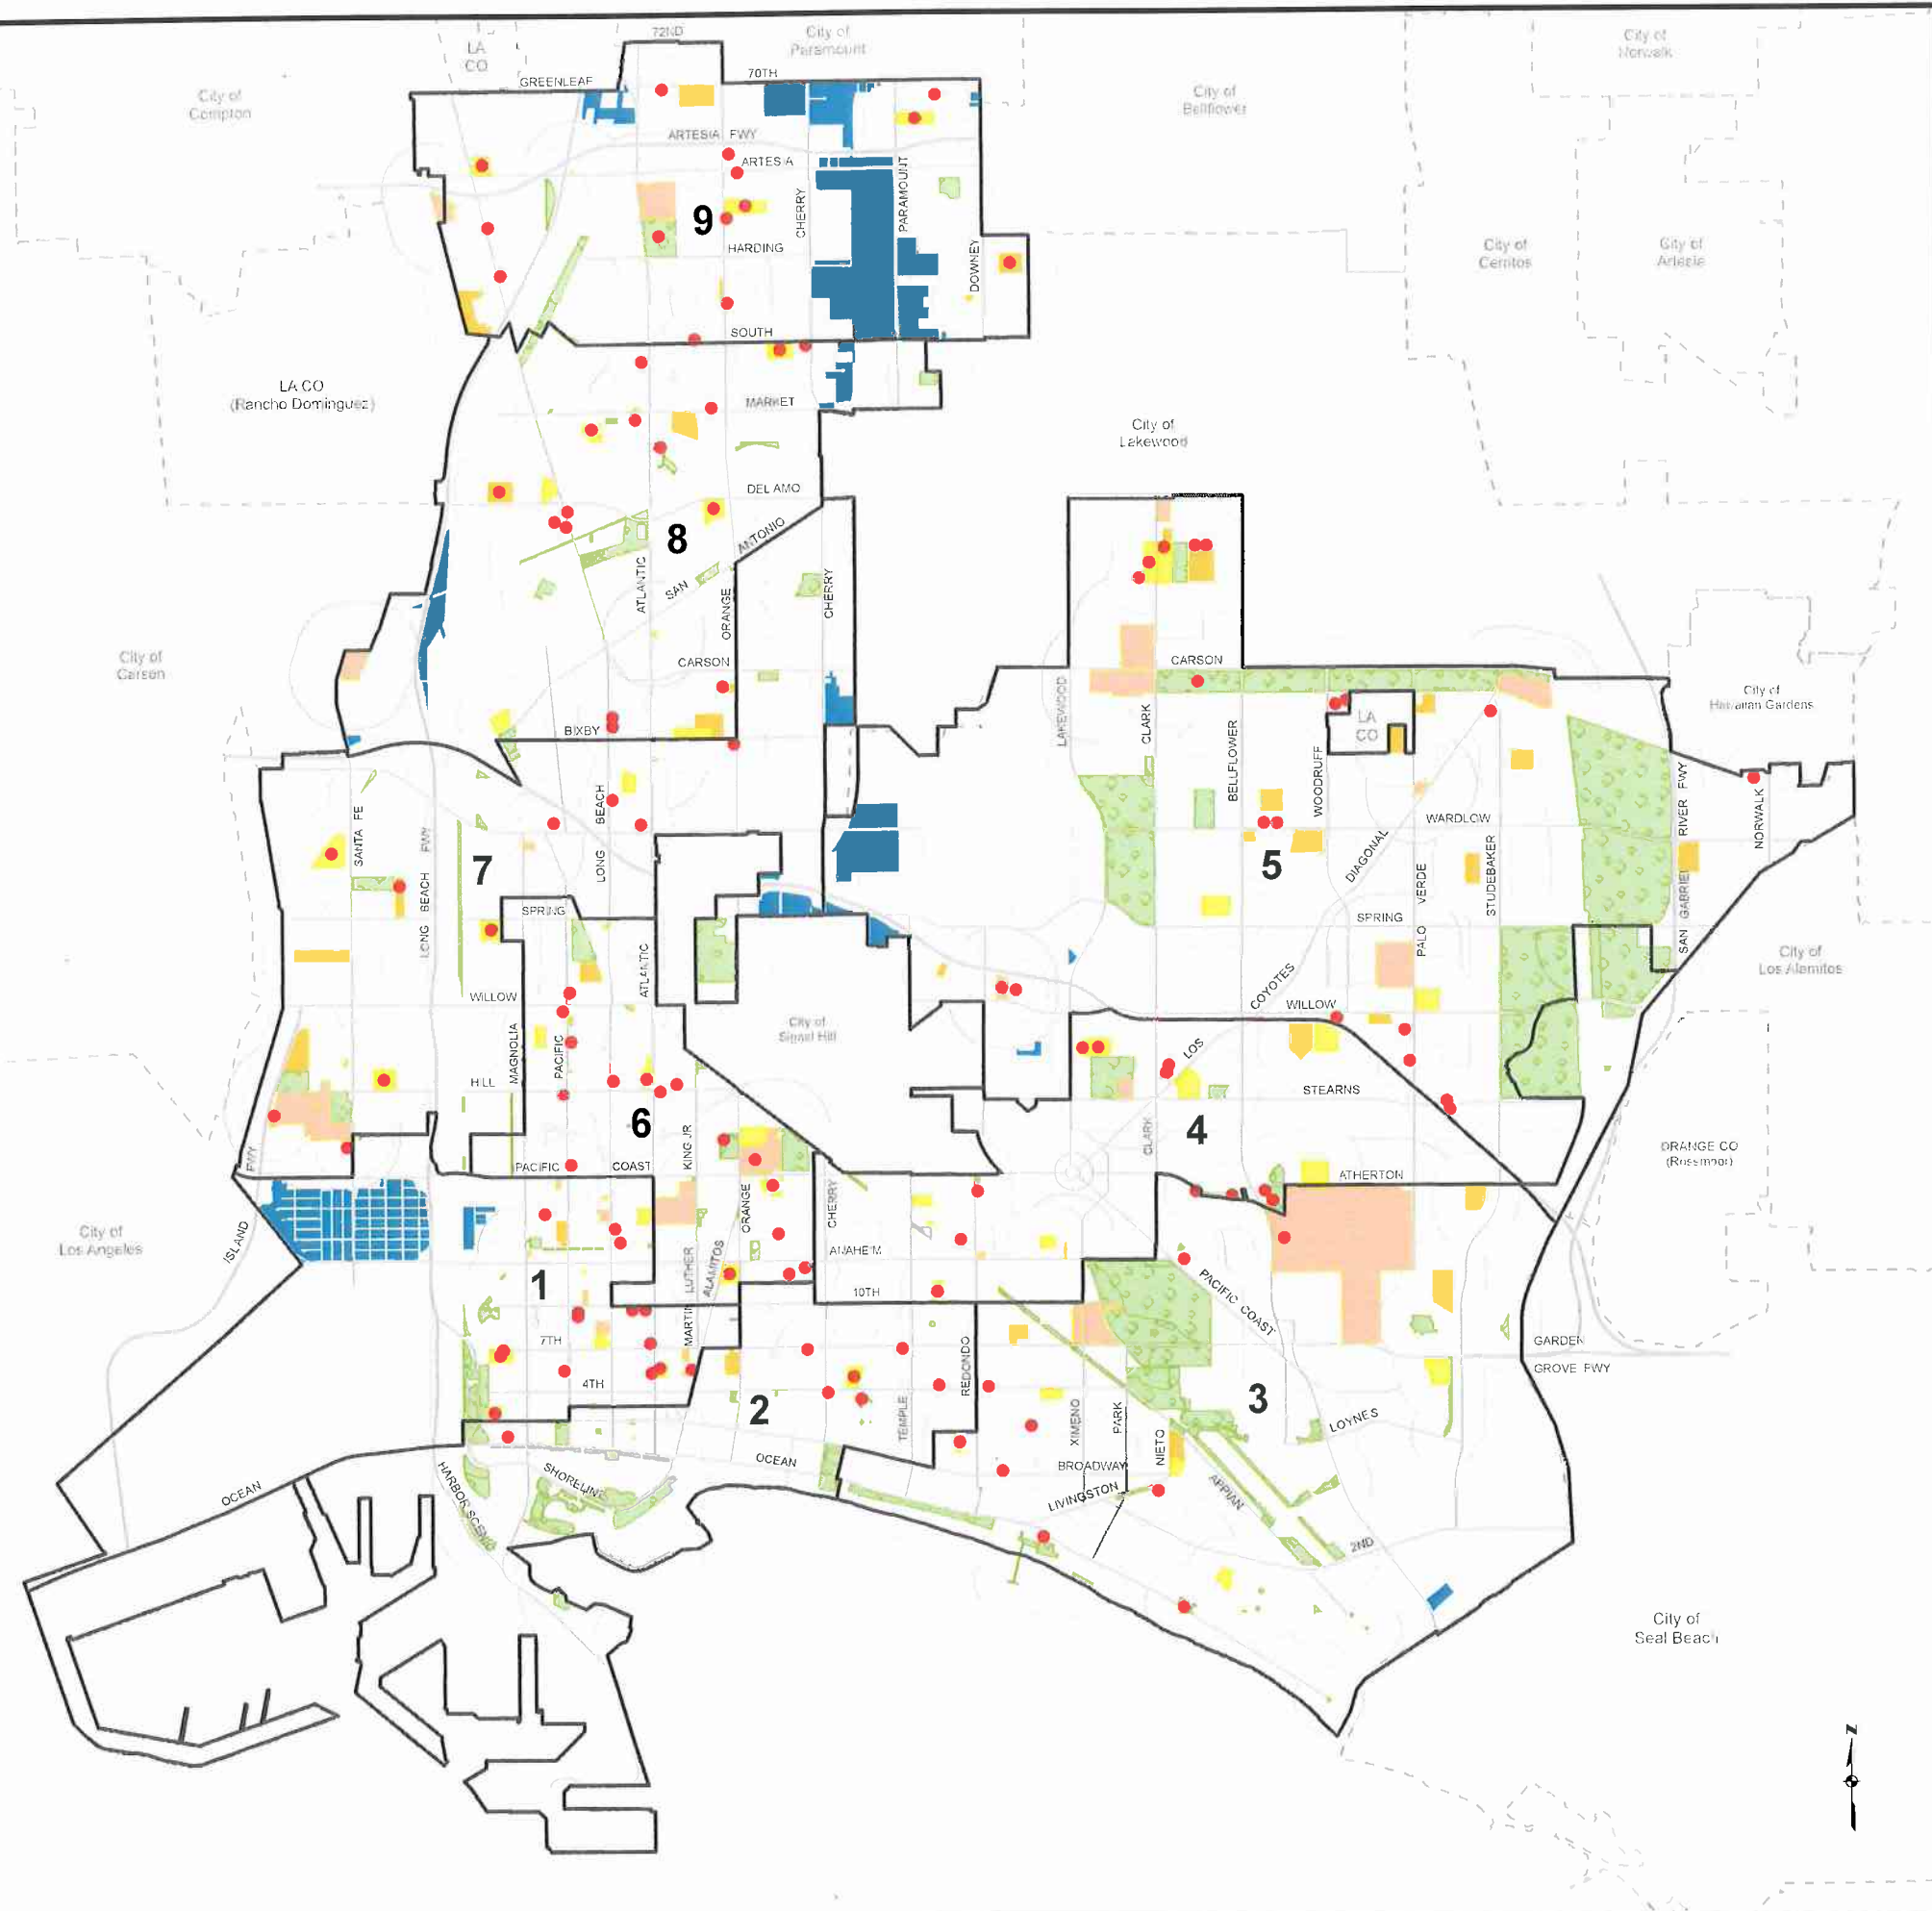 72ND
City of
Paramount
LA
CO
City of
Norwalk
GREENLEAF
70TH
City of
Compton
City of
Bellflower
ARTESIA FWY
ARTESIA
CHERRY
PARAMOUNT
9
HARDING
DOWNEY
City of
Cerritos
City of
Artesia
SOUTH
LA CO
(Rancho Dominguez)
MARKET
City of
Lakewood
DEL AMO
8
SAN
ANTONIO
ATLANTIC
ORANGE
CHERRY
City of
Carson
CARSON
CARSON
LAKEWOOD
CLARK
BELLFLOWER
WOODRUFF
LA
CO
City of
Hawaiian Gardens
BIXBY
SANTA FE
LONG BEACH FWY
LONG BEACH
7
5
DIAGONAL
WARDLOW
PALO VERDE
STUDEBAKER
SAN GABRIEL RIVER FWY
NORWALK
SPRING
SPRING
ATLANTIC
City of
Los Alamitos
WILLOW
COYOTES
WILLOW
MAGNOLIA
PACIFIC
City of
Signal Hill
LOS
HILL
STEARNS
6
4
CLARK
KING JR
ORANGE CO
(Rossmoor)
FWY
PACIFIC
COAST
ATHERTON
ORANGE
CHERRY
City of
Los Angeles
ISLAND
ANAHEIM
LUTHER
ALAMITOS
1
10TH
PACIFIC COAST
MARTIN
7TH
GARDEN
GROVE FWY
REDONDO
4TH
2
TEMPLE
XIMENO
PARK
3
LOYNES
NIETO
OCEAN
BROADWAY
OCEAN
HARBOR SCENIC
SHORELINE
LIVINGSTON
APPIAN
2ND
City of
Seal Beach
N